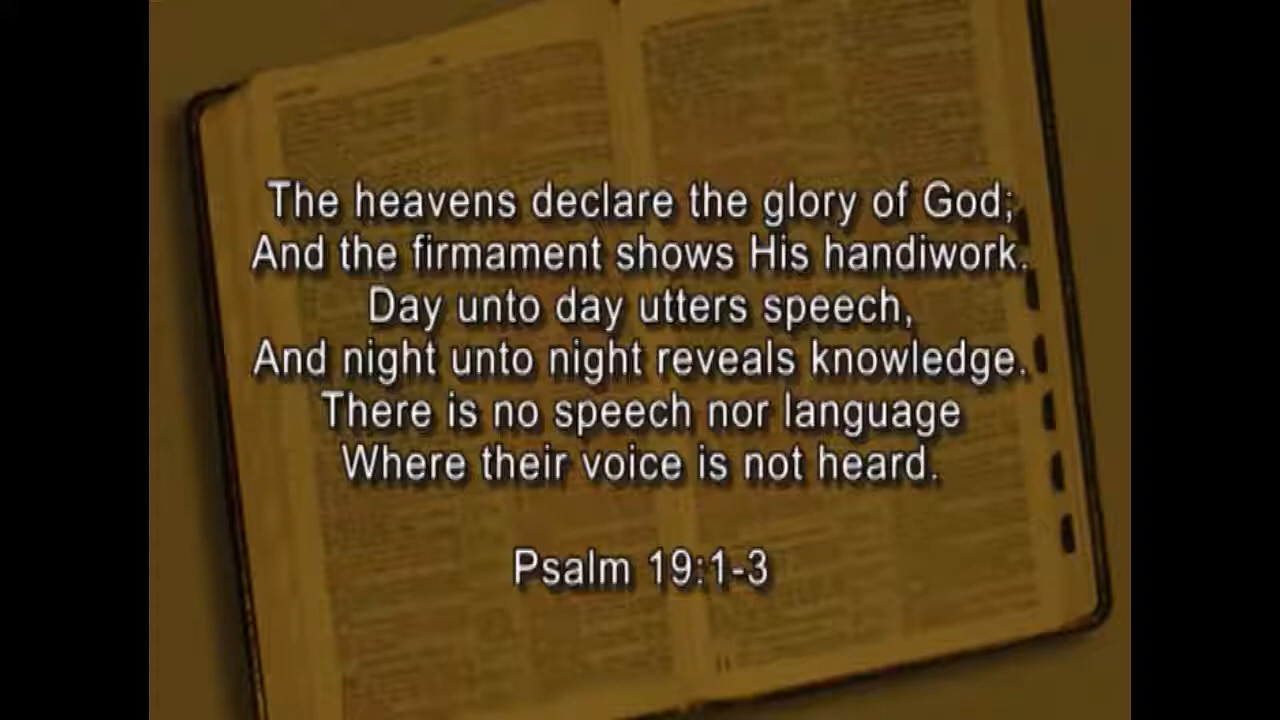 The heavens declare the glory of God;
And the firmament shows His handiwork.
Day unto day utters speech,
And night unto night reveals knowledge.
There is no speech nor language
Where their voice is not heard.
Psalm 19:1-3